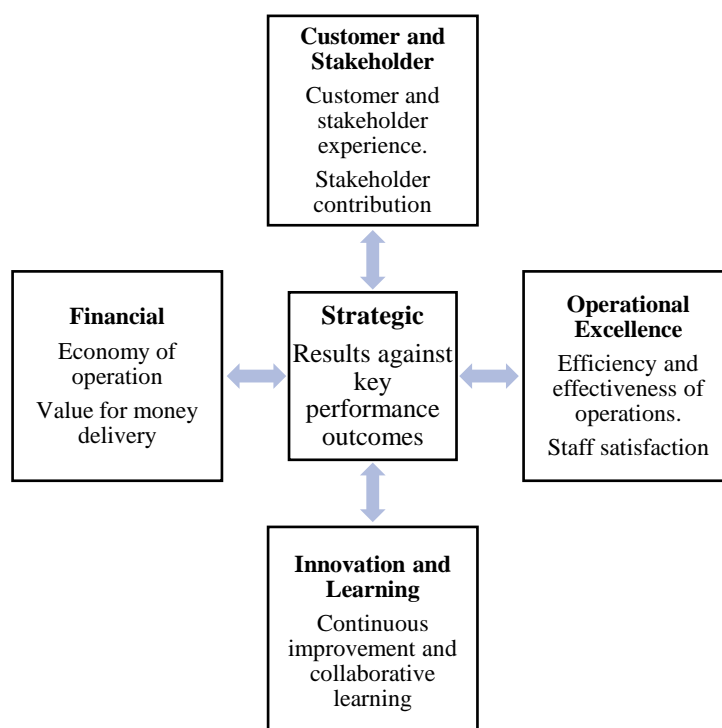 Customer and
Stakeholder
Customer and
stakeholder
experience.
Stakeholder
contribution
Financial
Economy of
operation
Value for money
delivery
Strategic
Results against
key
performance
outcomes
Operational
Excellence
Efficiency and
effectiveness of
operations.
Staff satisfaction
Innovation and
Learning
Continuous
improvement and
collaborative
learning